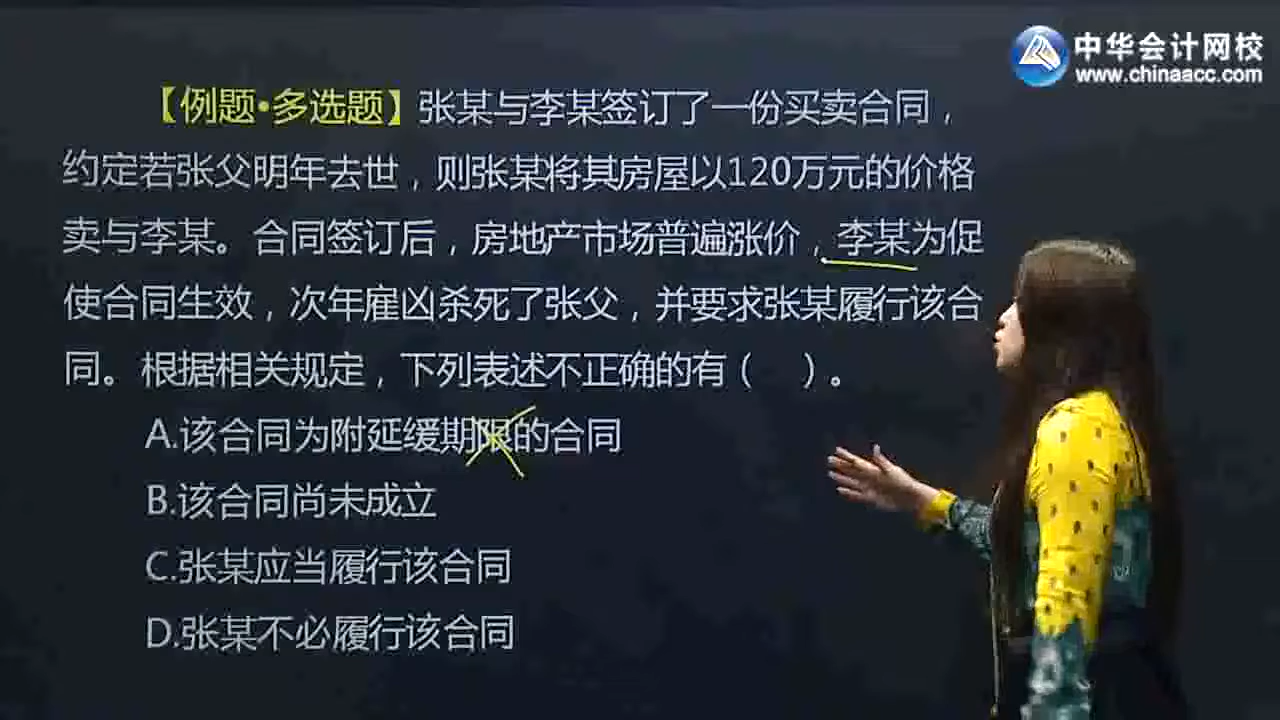 中华会计网校
www.chinaacc.com
【例题•多选题】张某与李某签订了一份买卖合同，
约定若张父明年去世，则张某将其房屋以120万元的价格
卖与李某。合同签订后，房地产市场普遍涨价，李某为促
使合同生效，次年雇凶杀死了张父，并要求张某履行该合
同。根据相关规定，下列表述不正确的有（　）。
A.该合同为附延缓期限的合同
B.该合同尚未成立
C.张某应当履行该合同
D.张某不必履行该合同